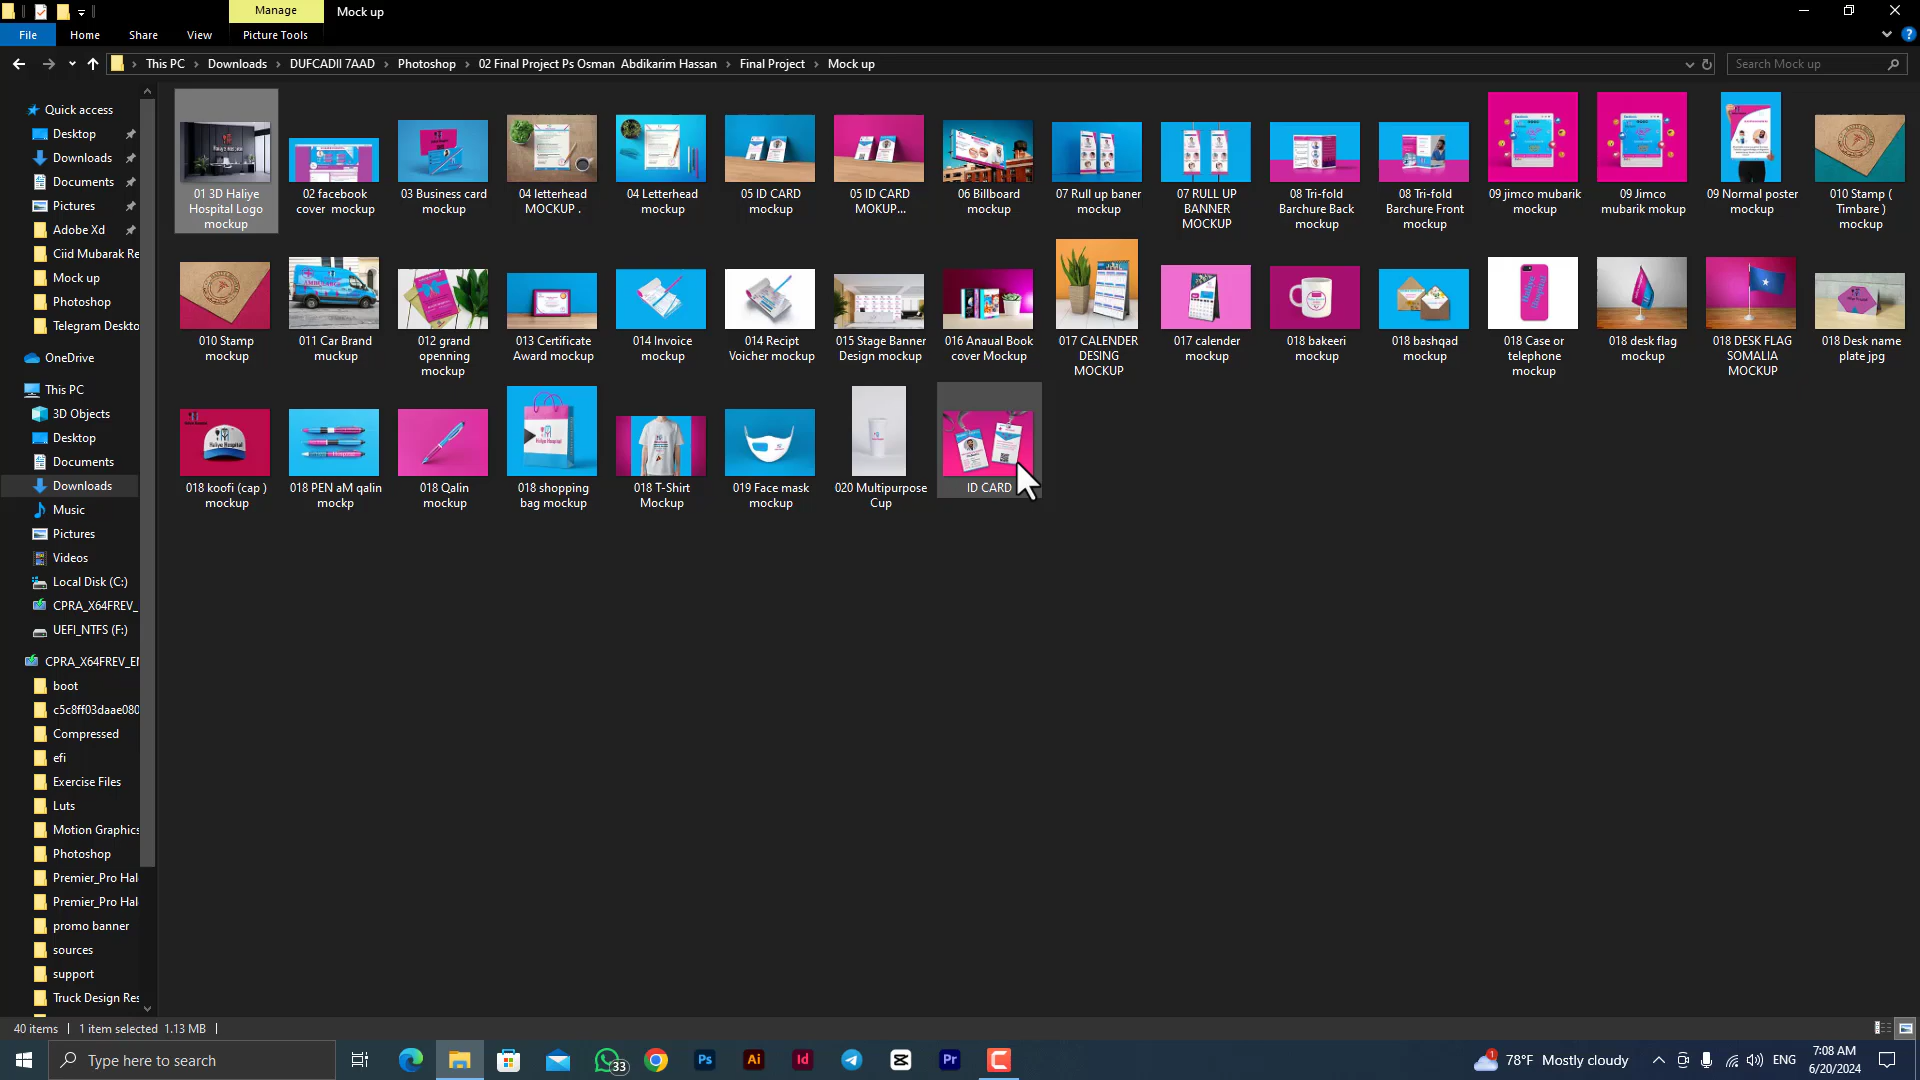 Manage
Mock up
File
Home
Share
View
Picture Tools
This PC
Downloads
DUFCADII 7AAD
Photoshop
02 Final Project Ps Osman Abdikarim Hassan
Final Project
Mock up
Search Mock up
Quick access
Desktop
Downloads
Documents
Pictures
Adobe Xd
Ciid Mubarak Re
Mock up
Photoshop
Telegram Deskto
OneDrive
This PC
3D Objects
Desktop
Documents
Downloads
Music
Pictures
Videos
Local Disk (C:)
CPRA_X64FREV_
UEFI_NTFS (F:)
CPRA_X64FREV_EN
boot
c5c8ff03daae080
Compressed
efi
Exercise Files
Luts
Motion Graphics
Photoshop
Premier_Pro Hal
Premier_Pro Hal
promo banner
sources
support
Truck Design Res
01 3D Haliye
Hospital Logo
mockup
02 facebook
cover mockup
03 Business card
mockup
04 letterhead
MOCKUP .
04 Letterhead
mockup
05 ID CARD
mockup
05 ID CARD
MOKUP...
06 Billboard
mockup
07 Rull up baner
mockup
07 RULL UP
BANNER
MOCKUP
08 Tri-fold
Barchure Back
mockup
08 Tri-fold
Barchure Front
mockup
09 jimco mubarik
mockup
09 Jimco
mubarik mokup
09 Normal poster
mockup
010 Stamp (
Timbare )
mockup
010 Stamp
mockup
011 Car Brand
muckup
012 grand
openning
mockup
013 Certificate
Award mockup
014 Invoice
mockup
014 Recipt
Voicher mockup
015 Stage Banner
Design mockup
016 Anaual Book
cover Mockup
017 CALENDER
DESING
MOCKUP
017 calender
mockup
018 bakeeri
mockup
018 bashqad
mockup
018 Case or
telephone
mockup
018 desk flag
mockup
018 DESK FLAG
SOMALIA
MOCKUP
018 Desk name
plate.jpg
018 koofi (cap )
mockup
018 PEN aM qalin
mockp
018 Qalin
mockup
018 shopping
bag mockup
018 T-Shirt
Mockup
019 Face mask
mockup
020 Multipurpose
Cup
ID CARD
40 items
1 item selected 1.13 MB
Type here to search
33
Ps
Ai
Id
Pr
1
78°F Mostly cloudy
ENG
7:08 AM
6/20/2024